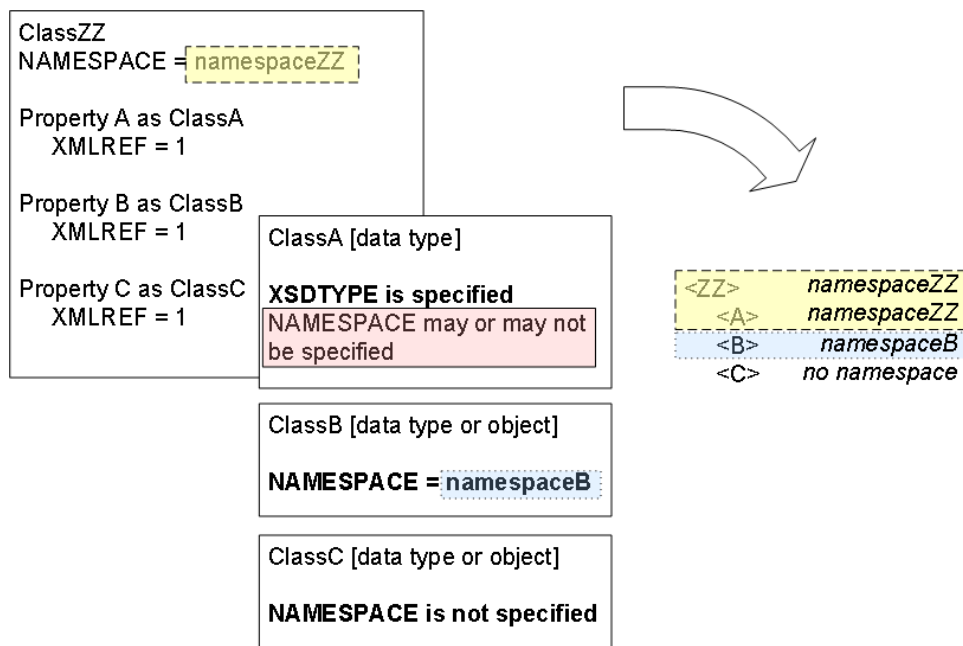 ClassZZ
NAMESPACE = namespaceZZ
Property A as ClassA
XMLREF = 1
Property B as ClassB
XMLREF = 1
Property C as ClassC
XMLREF = 1
ClassA [data type]
XSDTYPE is specified
NAMESPACE may or may not
be specified
ClassB [data type or object]
NAMESPACE = namespaceB
ClassC [data type or object]
NAMESPACE is not specified
<ZZ> namespaceZZ
<A> namespaceZZ
<B> namespaceB
<C> no namespace